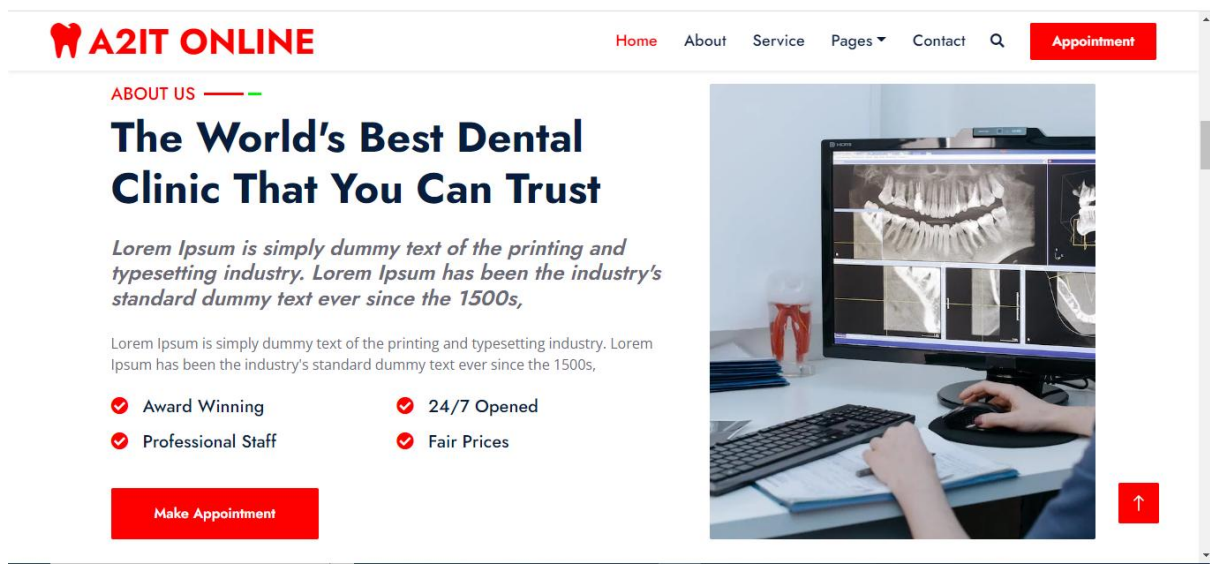 A2IT ONLINE
Home About Service Pages Contact Appointment
ABOUT US
The World's Best Dental
Clinic That You Can Trust
Lorem Ipsum is simply dummy text of the printing and
typesetting industry. Lorem Ipsum has been the industry's
standard dummy text ever since the 1500s,
Lorem Ipsum is simply dummy text of the printing and typesetting industry. Lorem
Ipsum has been the industry's standard dummy text ever since the 1500s,
Award Winning 24/7 Opened
Professional Staff Fair Prices
Make Appointment